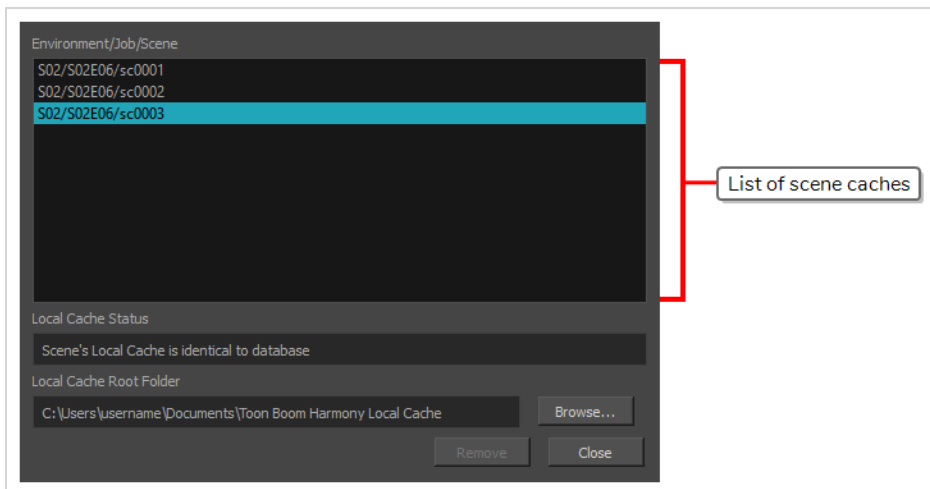 Environment/Job/Scene
S02/S02E06/sc0001
S02/S02E06/sc0002
S02/S02E06/sc0003
List of scene caches
Local Cache Status
Scene's Local Cache is identical to database
Local Cache Root Folder
C:\Users\username\Documents\Toon Boom Harmony Local Cache
Browse...
Remove
Close